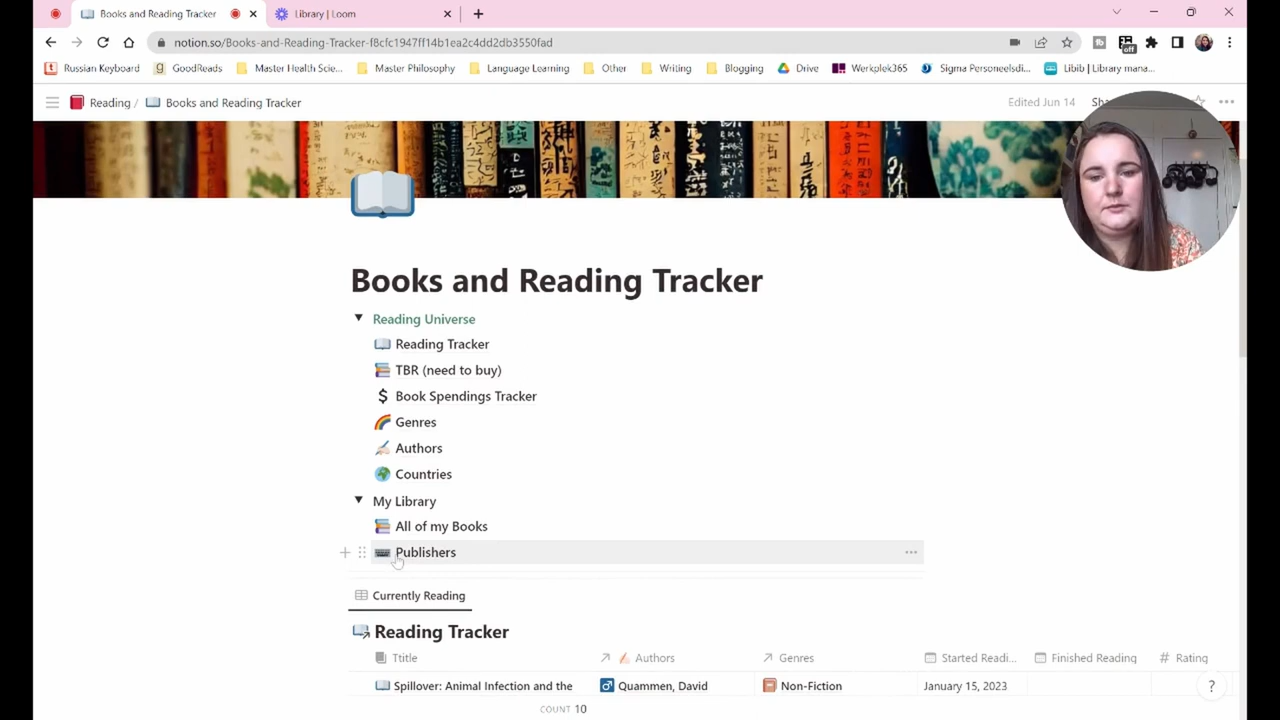 Books and Reading Tracker
Library | Loom
notion.so/Books-and-Reading-Tracker-f8cfc1947ff14b1ea2c4dd2db3550fad
off
Russian Keyboard GoodReads Master Health Scie... Master Philosophy Language Learning Other Writing Blogging Drive Werkplek365 Sigma Personeelsdi... Libib | Library mana...
Reading / Books and Reading Tracker Edited Jun 14
Books and Reading Tracker
Reading Universe
Reading Tracker
TBR (need to buy)
$ Book Spendings Tracker
Genres
Authors
Countries
My Library
All of my Books
Publishers
Currently Reading
Reading Tracker
Ttitle Authors Genres Started Readi... Finished Reading # Rating
Spillover: Animal Infection and the Quammen, David Non-Fiction January 15, 2023
COUNT 10
?